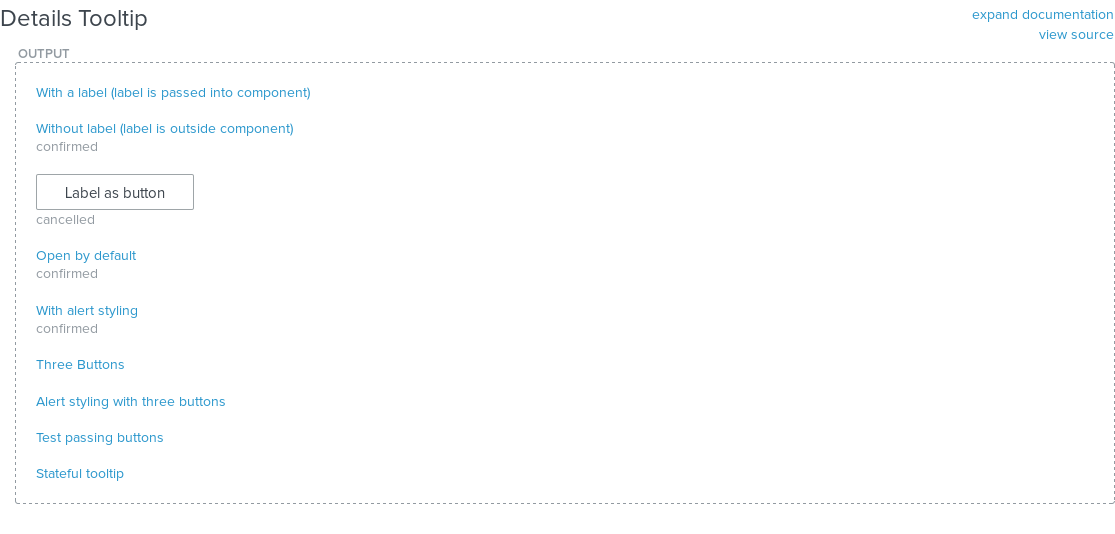 Details Tooltip
expand documentation
view source
OUTPUT
With a label (label is passed into component)
Without label (label is outside component)
confirmed
Label as button
cancelled
Open by default
confirmed
With alert styling
confirmed
Three Buttons
Alert styling with three buttons
Test passing buttons
Stateful tooltip